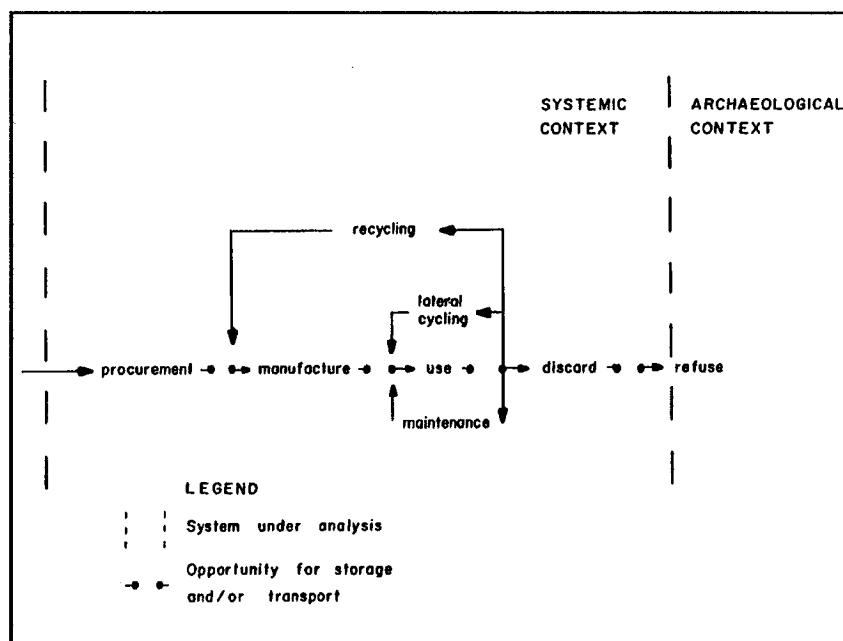 SYSTEMIC
CONTEXT
ARCHAEOLOGICAL
CONTEXT
recycling
lateral
cycling
procurement
manufacture
use
discard
refuse
maintenance
LEGEND
System under analysis
Opportunity for storage
and/or transport